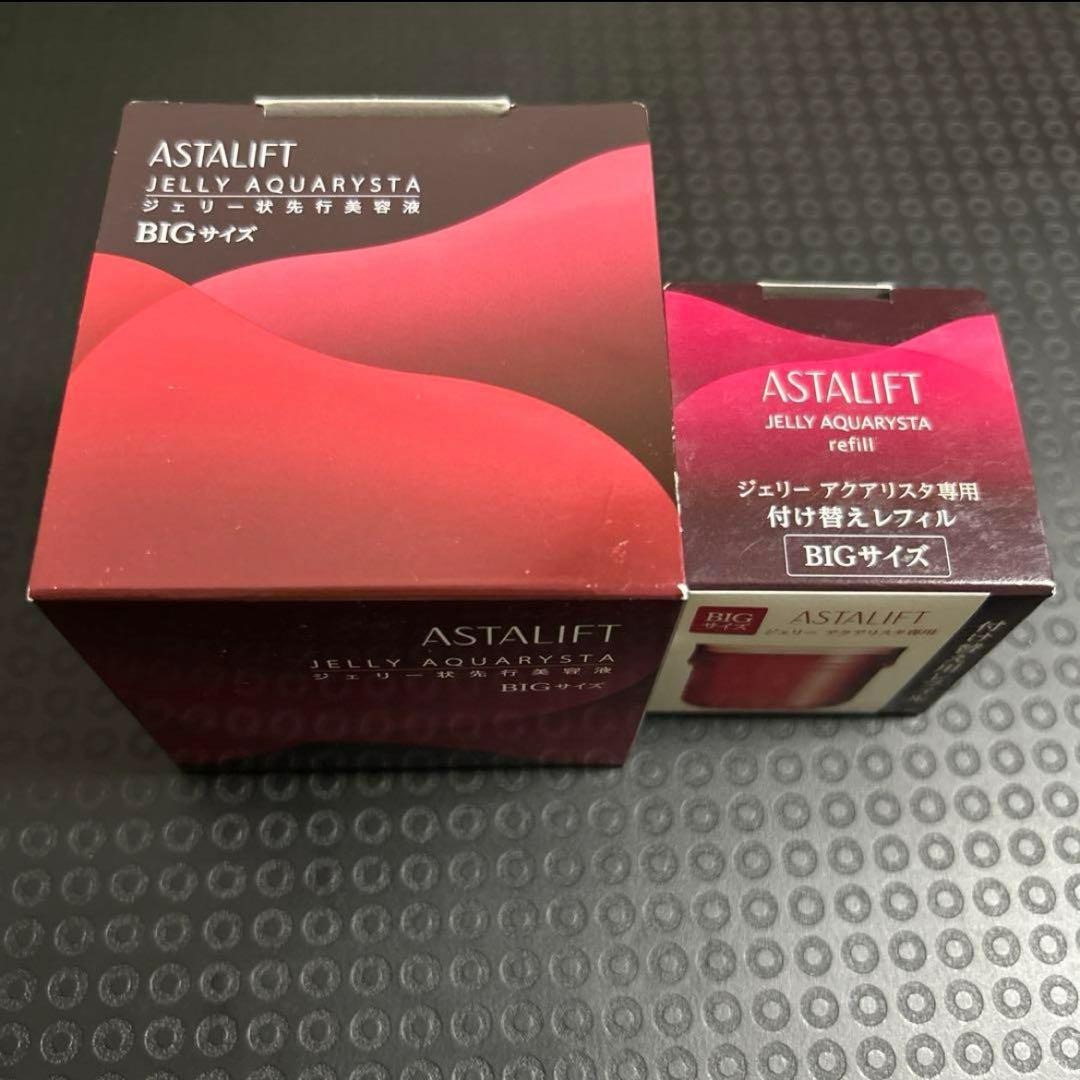 ASTALIFT
JELLY AQUARYSTA
ジェリー状先行美容液
BIGサイズ
ASTALIFT
JELLY AQUARYSTA
ジェリー状先行美容液
BIGサイズ
ASTALIFT
JELLY AQUARYSTA
refill
ジェリー アクアリスタ専用
付け替えレフィル
BIGサイズ
BIG
サイズ
ASTALIFT
ジェリー アクアリスタ専用